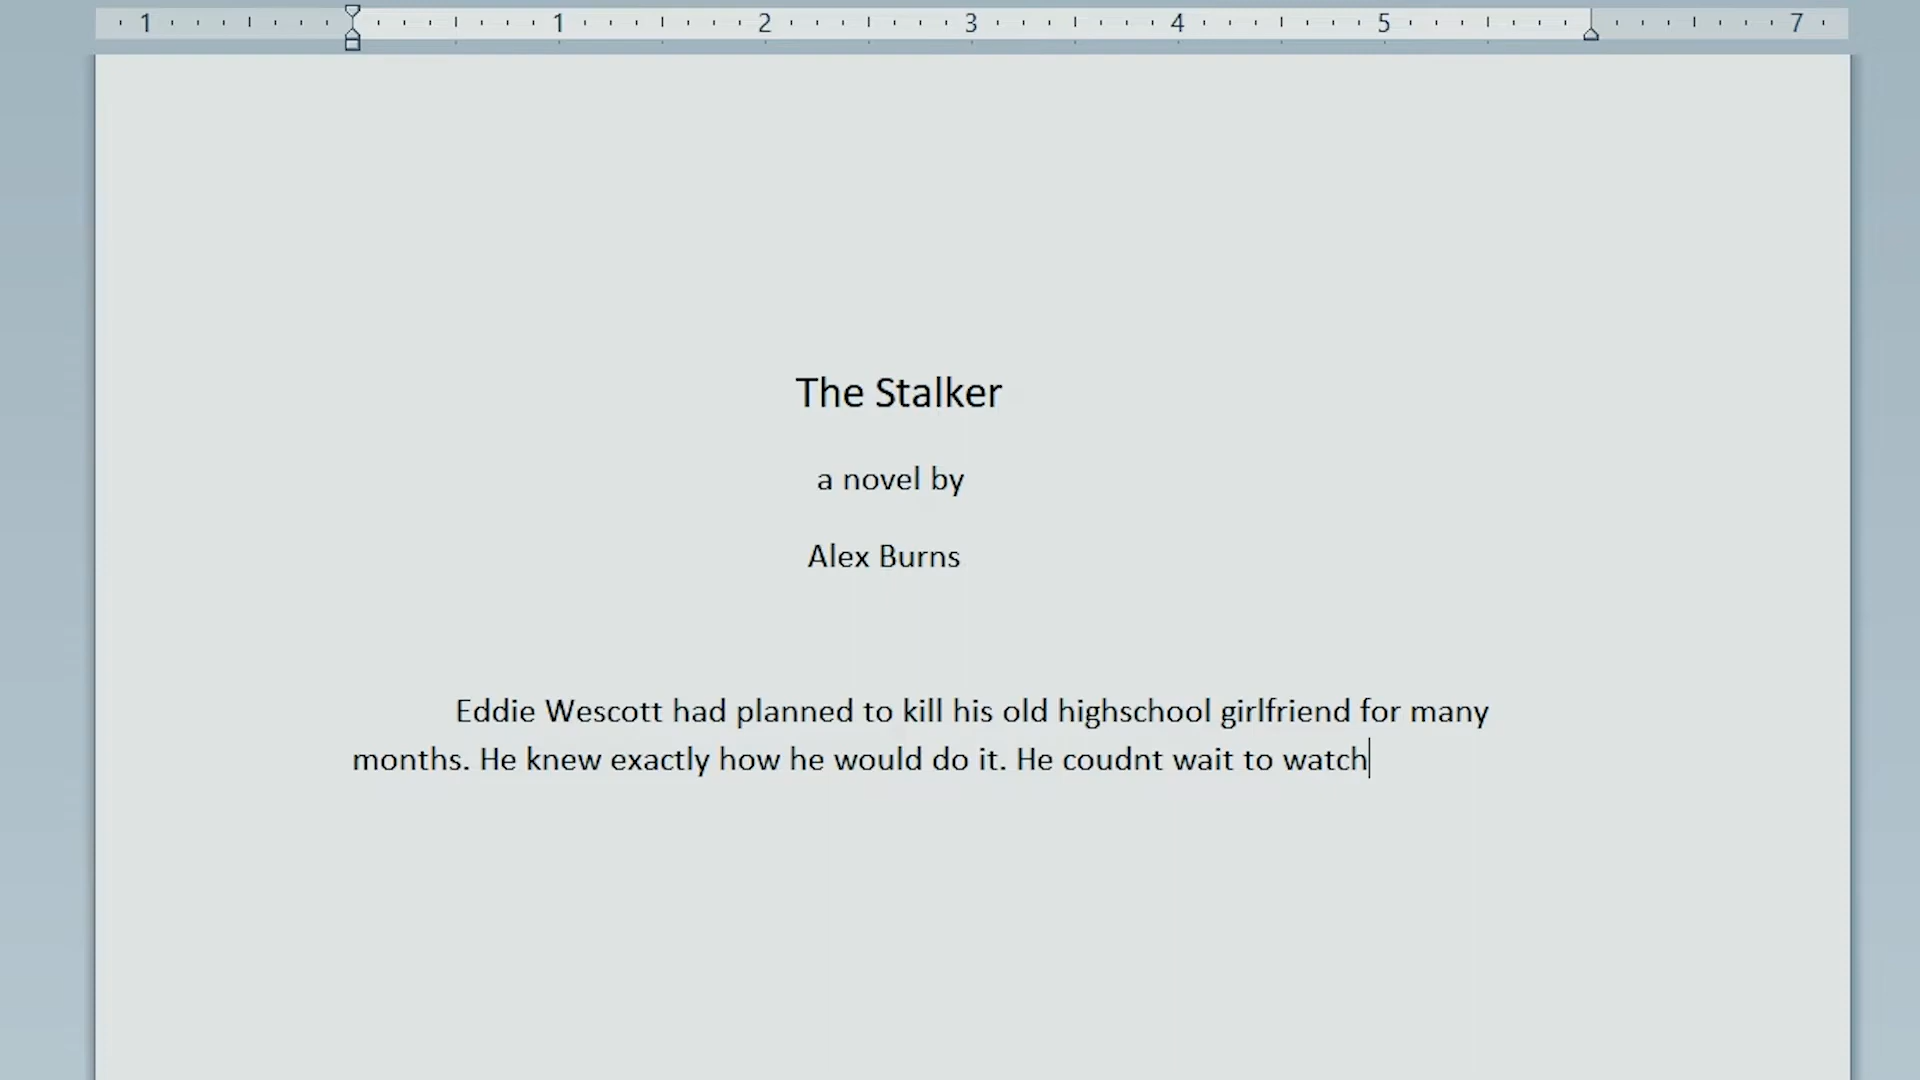 1 1 2 3 4 5 7
The Stalker
a novel by
Alex Burns
Eddie Wescott had planned to kill his old highschool girlfriend for many
months. He knew exactly how he would do it. He coudnt wait to watch